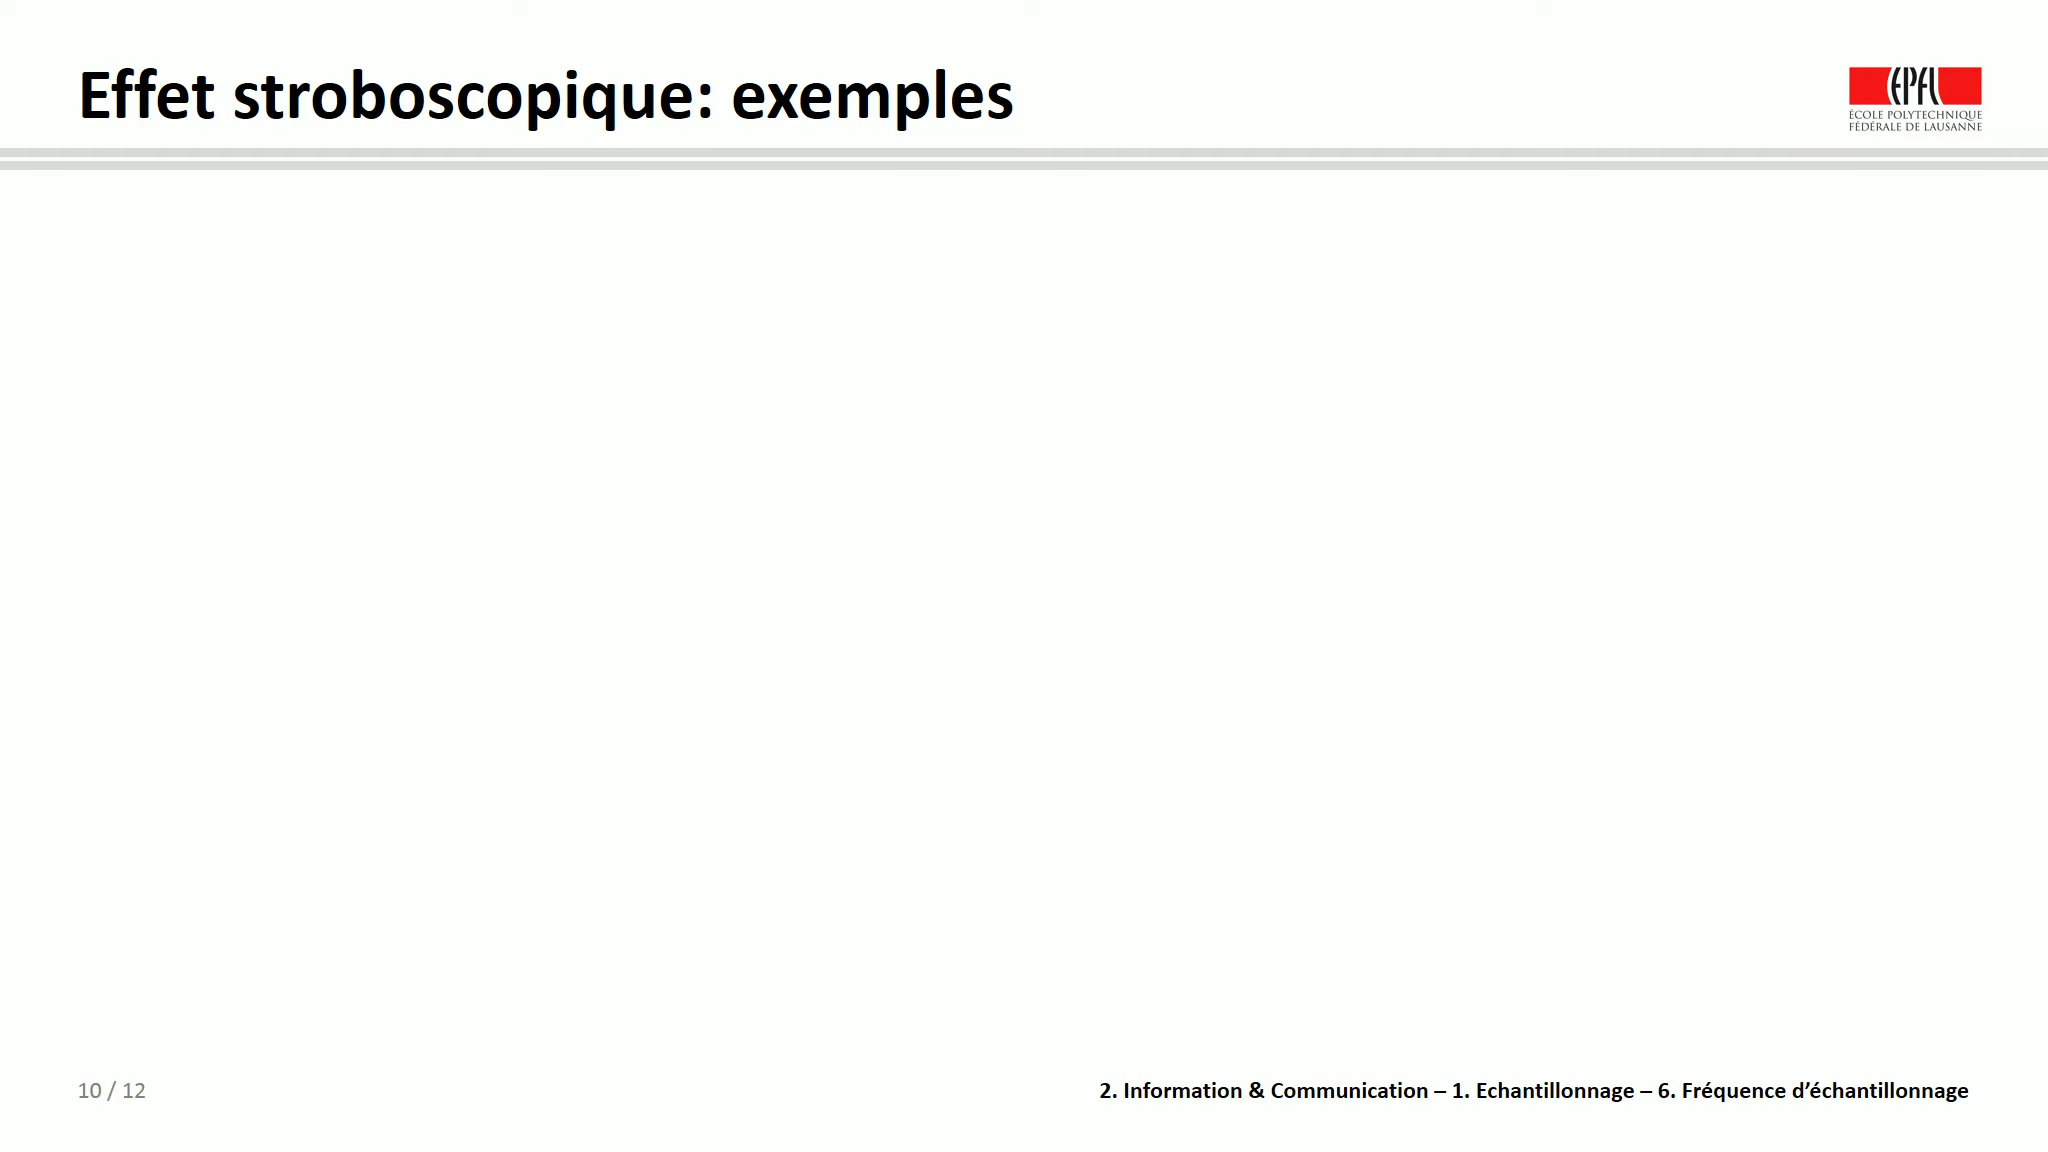 Effet stroboscopique: exemples
EPFL
ÉCOLE POLYTECHNIQUE
FÉDÉRALE DE LAUSANNE
10 / 12
2. Information & Communication – 1. Echantillonnage – 6. Fréquence d’échantillonnage